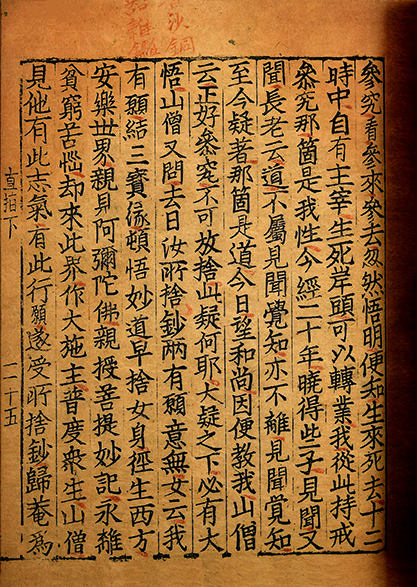 參究看參來參去忽然悟明便知生來死去十二
時中自有主宰生死岸頭可以轉業我從此持戒
叅究那箇是我性今經二十年曉得些子見聞又
聞長老云道不屬見聞覺知亦不離見聞覺知
至今疑著那箇是道今日望和尚因便教我山僧
云正好叅究不可放捨此疑何耶大疑之下必有大
悟山僧又問云日汝所捨鈔兩有願意無女云我
有願結三寶緣頓悟妙道早捨女身徑生西方
安樂世界親見阿彌陀佛親授菩提妙記永離
貧窮苦惱却來此界作大施主普度衆生山僧
見他有此志氣有此行願遂受所捨鈔歸菴為
直指下
二十五
沙銅